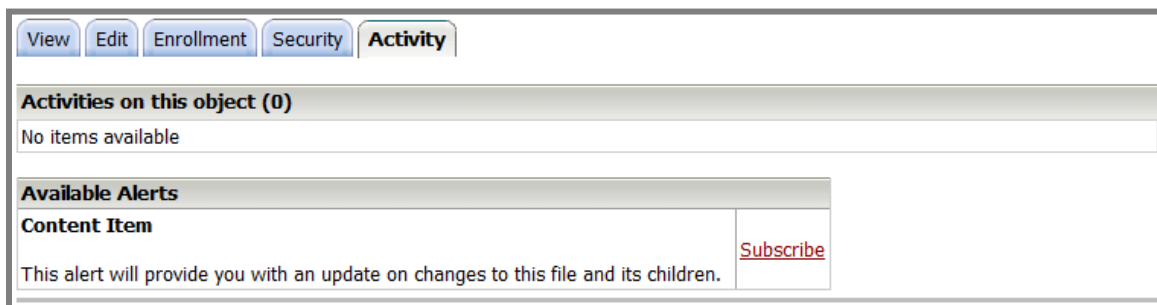 View Edit Enrollment Security Activity
Activities on this object (0)
No items available
Available Alerts
Content Item
Subscribe
This alert will provide you with an update on changes to this file and its children.